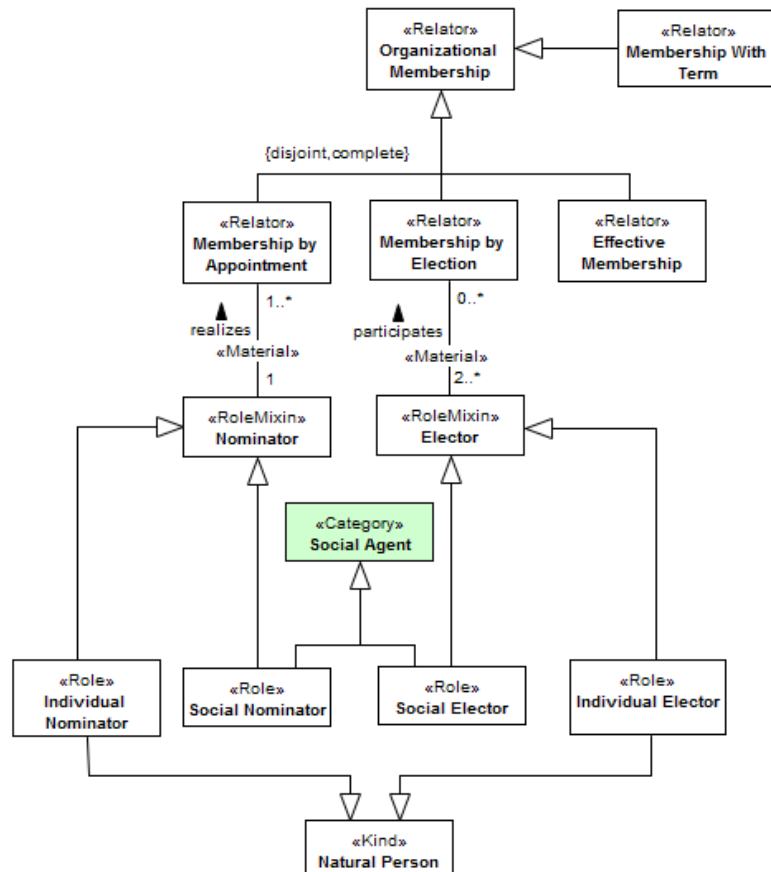 «Relator»
Organizational
Membership
«Relator»
Membership With
Term
{disjoint,complete}
«Relator»
Membership by
Appointment
«Relator»
Membership by
Election
«Relator»
Effective
Membership
1..*
realizes
«Material»
1
0..*
participates
«Material»
2..*
«RoleMixin»
Nominator
«RoleMixin»
Elector
«Category»
Social Agent
«Role»
Individual
Nominator
«Role»
Social Nominator
«Role»
Social Elector
«Role»
Individual Elector
«Kind»
Natural Person